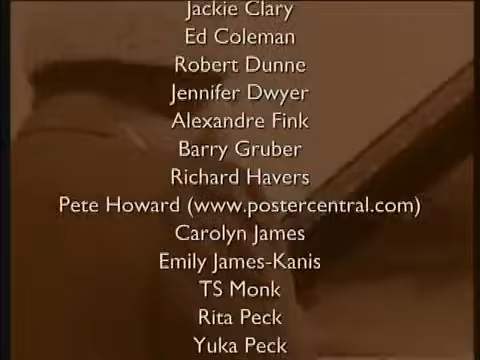 Jackie Clary
Ed Coleman
Robert Dunne
Jennifer Dwyer
Alexandre Fink
Barry Gruber
Richard Havers
Pete Howard (www.postercentral.com)
Carolyn James
Emily James-Kanis
TS Monk
Rita Peck
Yuka Peck